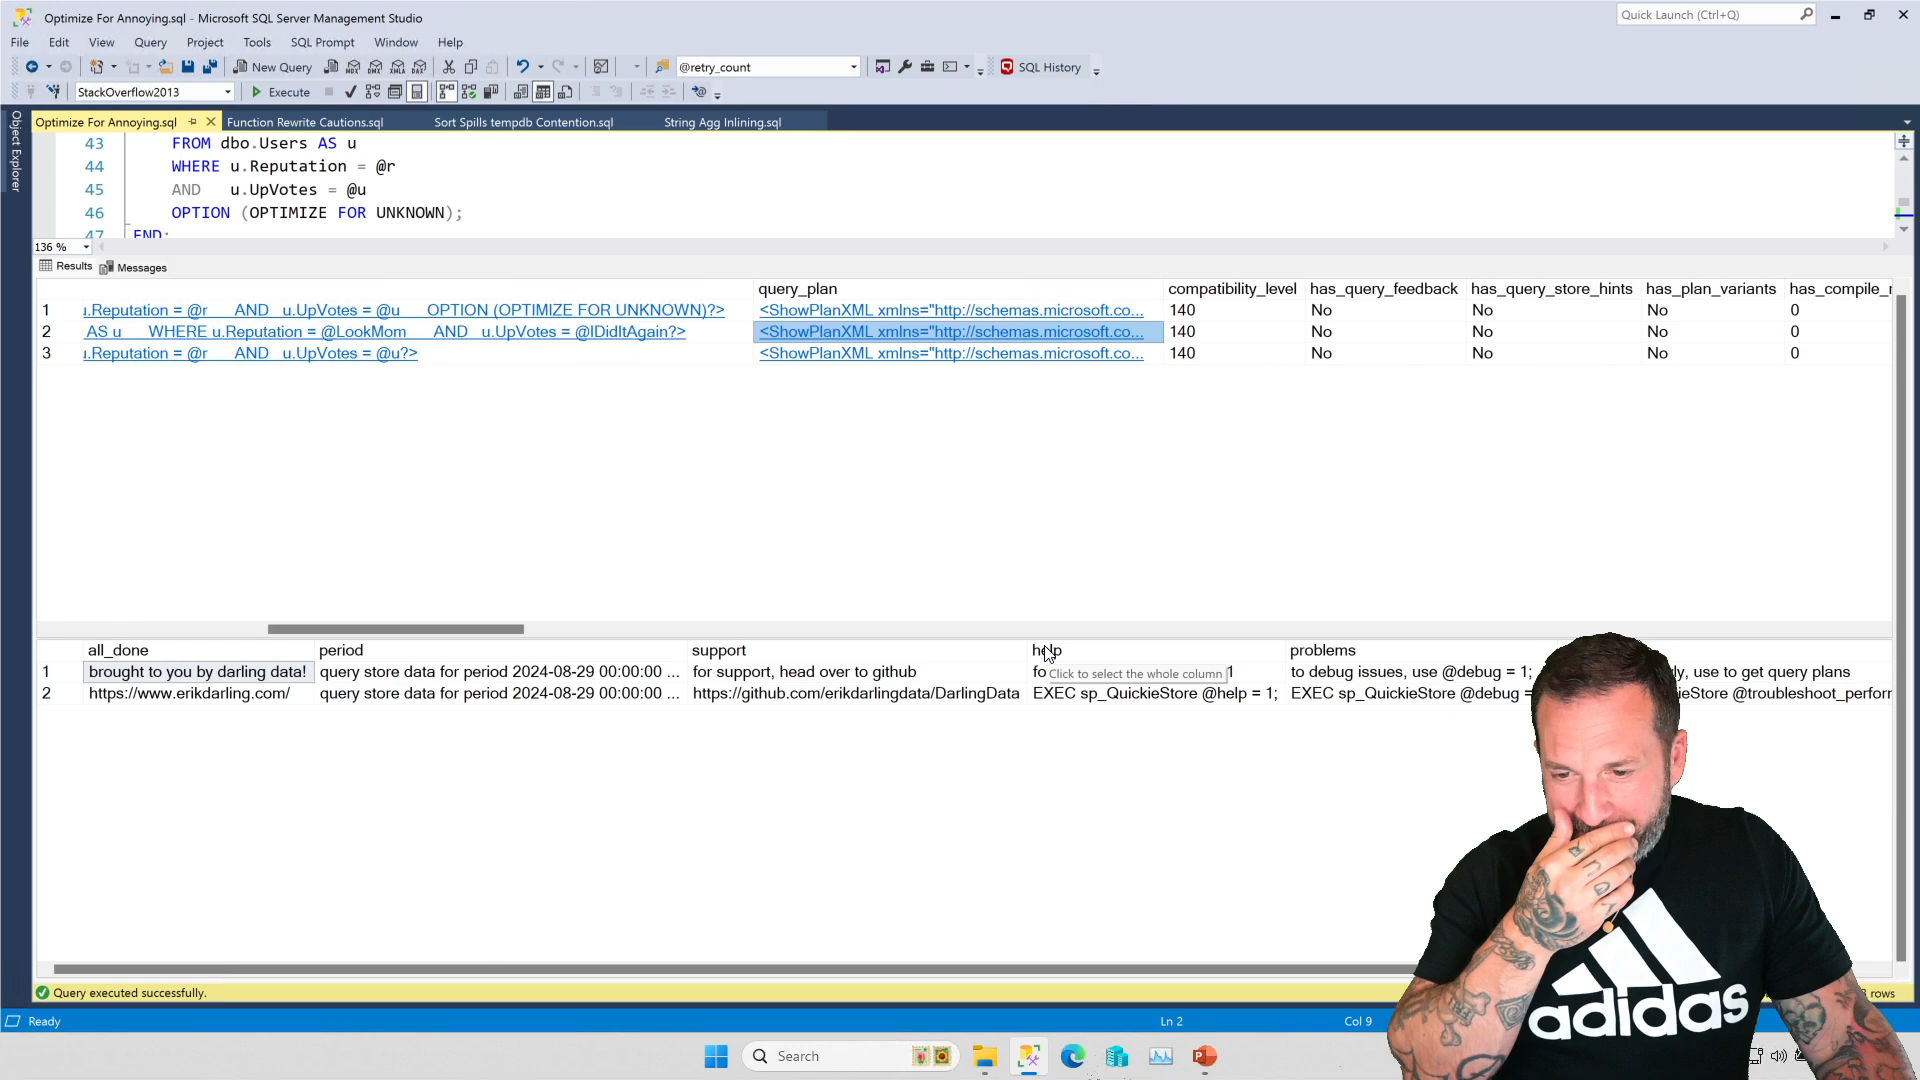 Optimize For Annoying.sql - Microsoft SQL Server Management Studio
Quick Launch (Ctrl+Q)
File Edit View Query Project Tools SQL Prompt Window Help
New Query @retry_count SQL History
StackOverflow2013 Execute
Object Explorer
Optimize For Annoying.sql Function Rewrite Cautions.sql Sort Spills tempdb Contention.sql String Agg Inlining.sql
43 FROM dbo.Users AS u
44 WHERE u.Reputation = @r
45 AND u.UpVotes = @u
46 OPTION (OPTIMIZE FOR UNKNOWN);
47 END;
136 %
Results Messages
query_plan compatibility_level has_query_feedback has_query_store_hints has_plan_variants has_compile_
1 u.Reputation = @r AND u.UpVotes = @u OPTION (OPTIMIZE FOR UNKNOWN)?> <ShowPlanXML xmlns="http://schemas.microsoft.co... 140 No No No 0
2 AS u WHERE u.Reputation = @LookMom AND u.UpVotes = @IDidItAgain?> <ShowPlanXML xmlns="http://schemas.microsoft.co... 140 No No No 0
3 u.Reputation = @r AND u.UpVotes = @u?> <ShowPlanXML xmlns="http://schemas.microsoft.co... 140 No No No 0
all_done period support help problems
1 brought to you by darling data! query store data for period 2024-08-29 00:00:00 ... for support, head over to github fo 1 to debug issues, use @debug = 1; ly, use to get query plans
Click to select the whole column
2 https://www.erikdarling.com/ query store data for period 2024-08-29 00:00:00 ... https://github.com/erikdarlingdata/DarlingData EXEC sp_QuickieStore @help = 1; EXEC sp_QuickieStore @debug = ieStore @troubleshoot_perforr
Query executed successfully. rows
Ready Ln 2 Col 9
Search
adidas